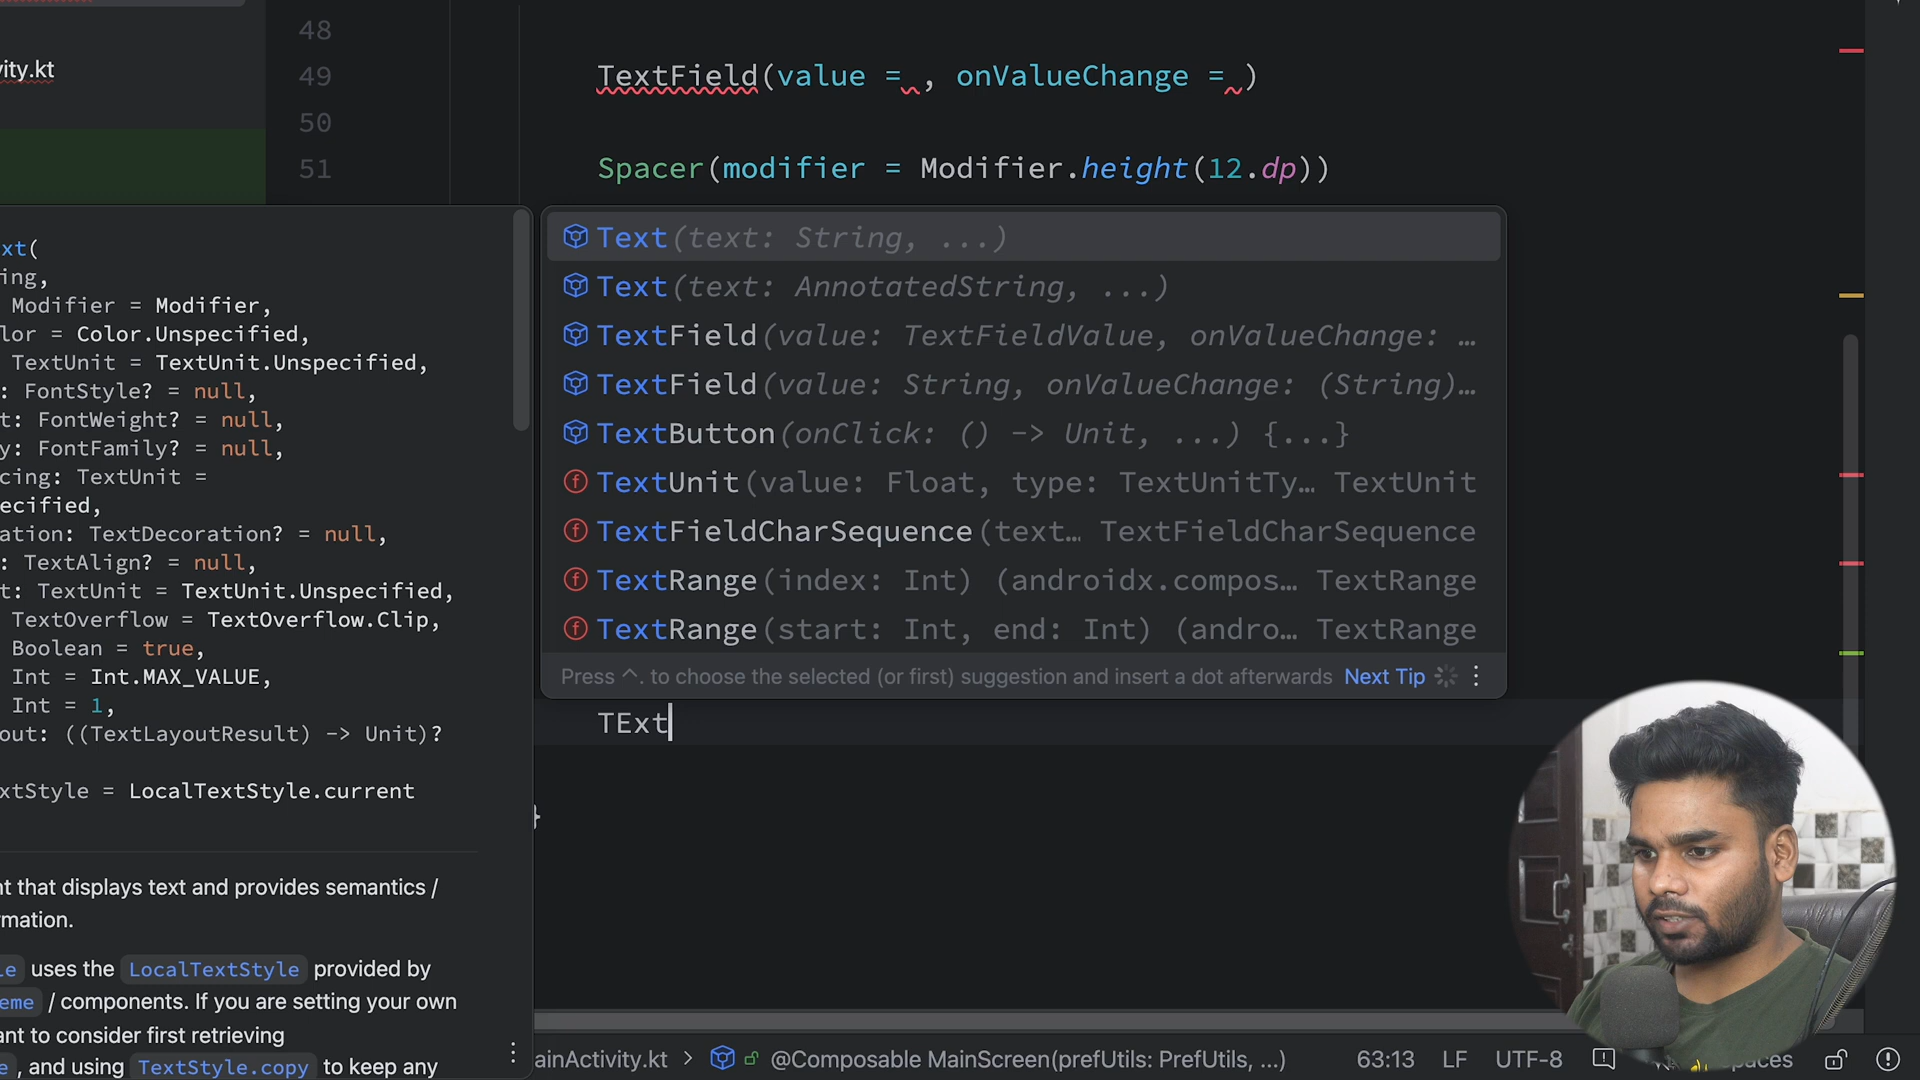 48
ity.kt
49
TextField(value = , onValueChange = )
50
51
Spacer(modifier = Modifier.height(12.dp))
xt(
ing,
Modifier = Modifier,
lor = Color.Unspecified,
TextUnit = TextUnit.Unspecified,
: FontStyle? = null,
t: FontWeight? = null,
y: FontFamily? = null,
cing: TextUnit =
ecified,
ation: TextDecoration? = null,
: TextAlign? = null,
t: TextUnit = TextUnit.Unspecified,
TextOverflow = TextOverflow.Clip,
Boolean = true,
Int = Int.MAX_VALUE,
Int = 1,
out: ((TextLayoutResult) -> Unit)?
xtStyle = LocalTextStyle.current
nt that displays text and provides semantics /
rmation.
le uses the LocalTextStyle provided by
eme / components. If you are setting your own
ant to consider first retrieving
e , and using TextStyle.copy to keep any
Text(text: String, ...)
Text(text: AnnotatedString, ...)
TextField(value: TextFieldValue, onValueChange: …
TextField(value: String, onValueChange: (String)…
TextButton(onClick: () -> Unit, ...) {...}
TextUnit(value: Float, type: TextUnitTy… TextUnit
TextFieldCharSequence(text… TextFieldCharSequence
TextRange(index: Int) (androidx.compos… TextRange
TextRange(start: Int, end: Int) (andro… TextRange
Press ^. to choose the selected (or first) suggestion and insert a dot afterwards Next Tip
TExt
}
ainActivity.kt > @Composable MainScreen(prefUtils: PrefUtils, ...) 63:13 LF UTF-8 spaces